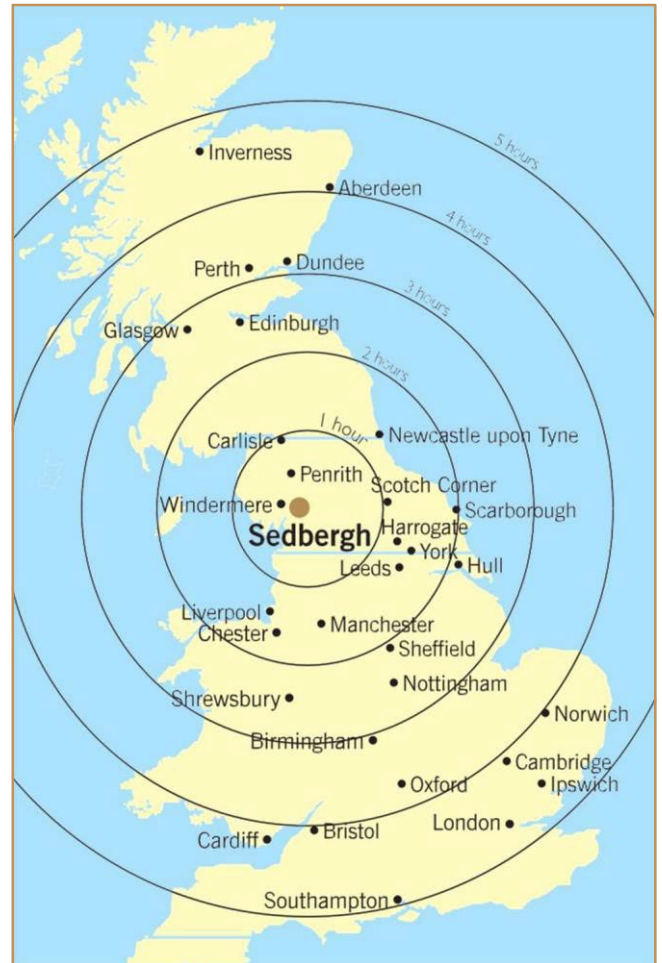 5 hours
Inverness
Aberdeen
4 hours
Dundee
Perth
3 hours
Edinburgh
Glasgow
2 hours
1 hour
Newcastle upon Tyne
Carlisle
Penrith
Scotch Corner
Windermere
Scarborough
Sedbergh
Harrogate
York
Leeds
Hull
Liverpool
Manchester
Chester
Sheffield
Nottingham
Shrewsbury
Norwich
Birmingham
Cambridge
Oxford
Ipswich
London
Bristol
Cardiff
Southampton